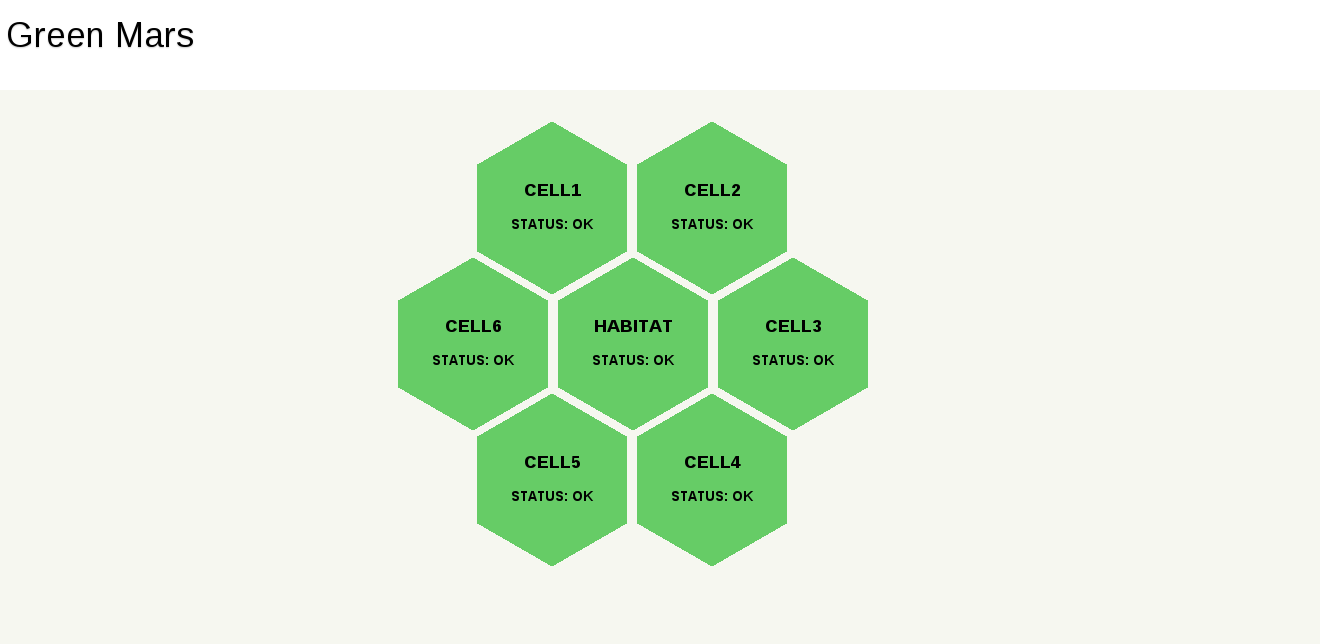 Green Mars
CELL1
STATUS: OK
CELL2
STATUS: OK
CELL6
STATUS: OK
HABITAT
STATUS: OK
CELL3
STATUS: OK
CELL5
STATUS: OK
CELL4
STATUS: OK